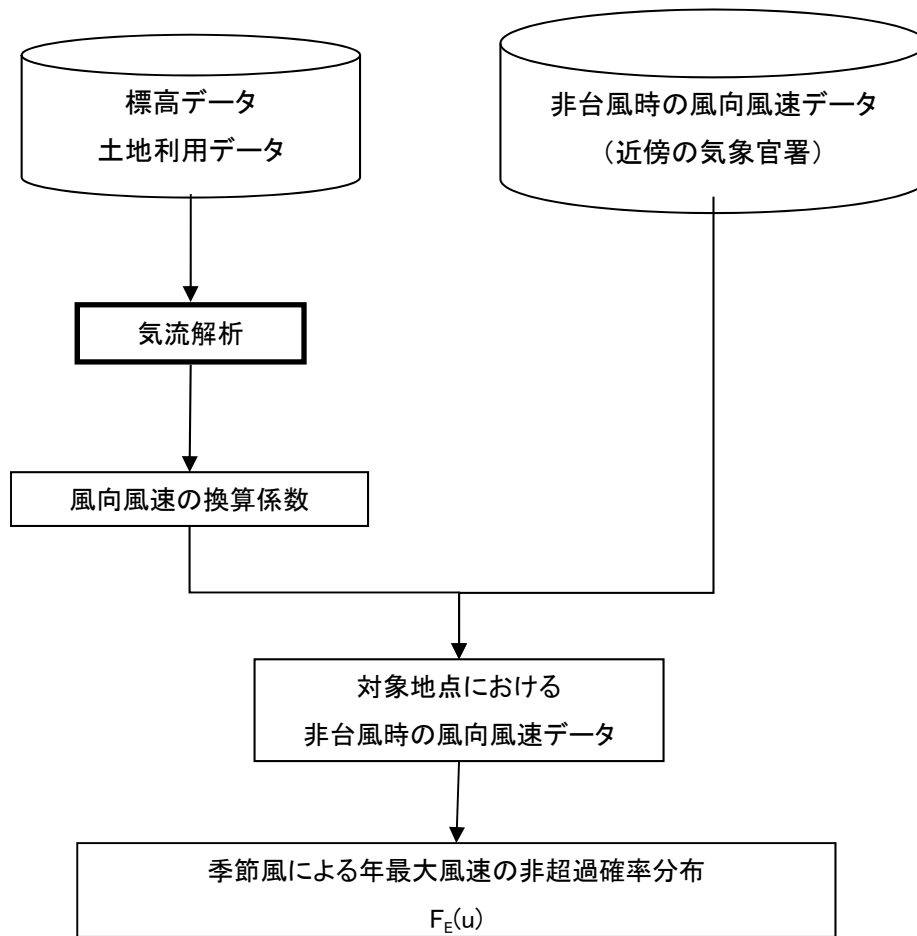 標高データ
土地利用データ
非台風時の風向風速データ
（近傍の気象官署）
気流解析
風向風速の換算係数
対象地点における
非台風時の風向風速データ
季節風による年最大風速の非超過確率分布
F_E(u)